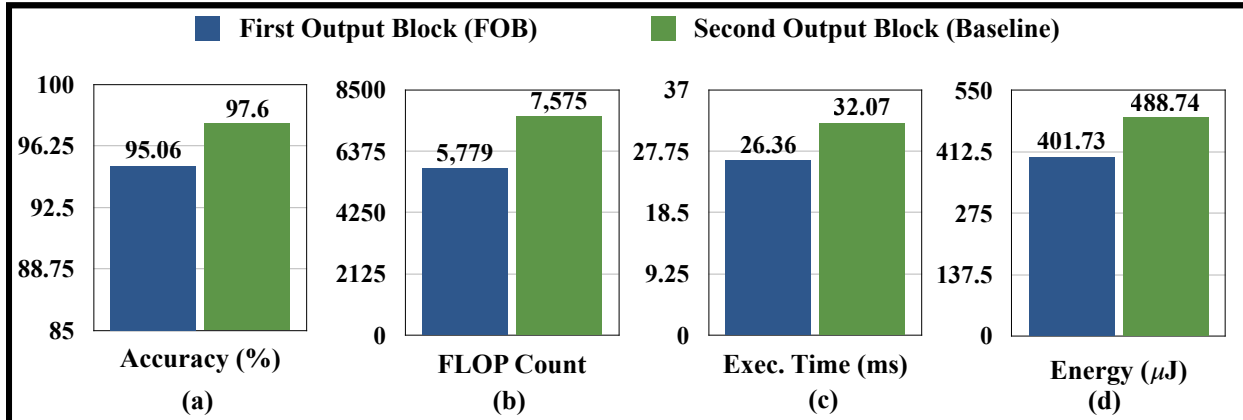 First Output Block (FOB)
Second Output Block (Baseline)
100
96.25
92.5
88.75
85
95.06
97.6
Accuracy (%)
(a)
8500
6375
4250
2125
0
5,779
7,575
FLOP Count
(b)
37
27.75
18.5
9.25
0
26.36
32.07
Exec. Time (ms)
(c)
550
412.5
275
137.5
0
401.73
488.74
Energy (μJ)
(d)